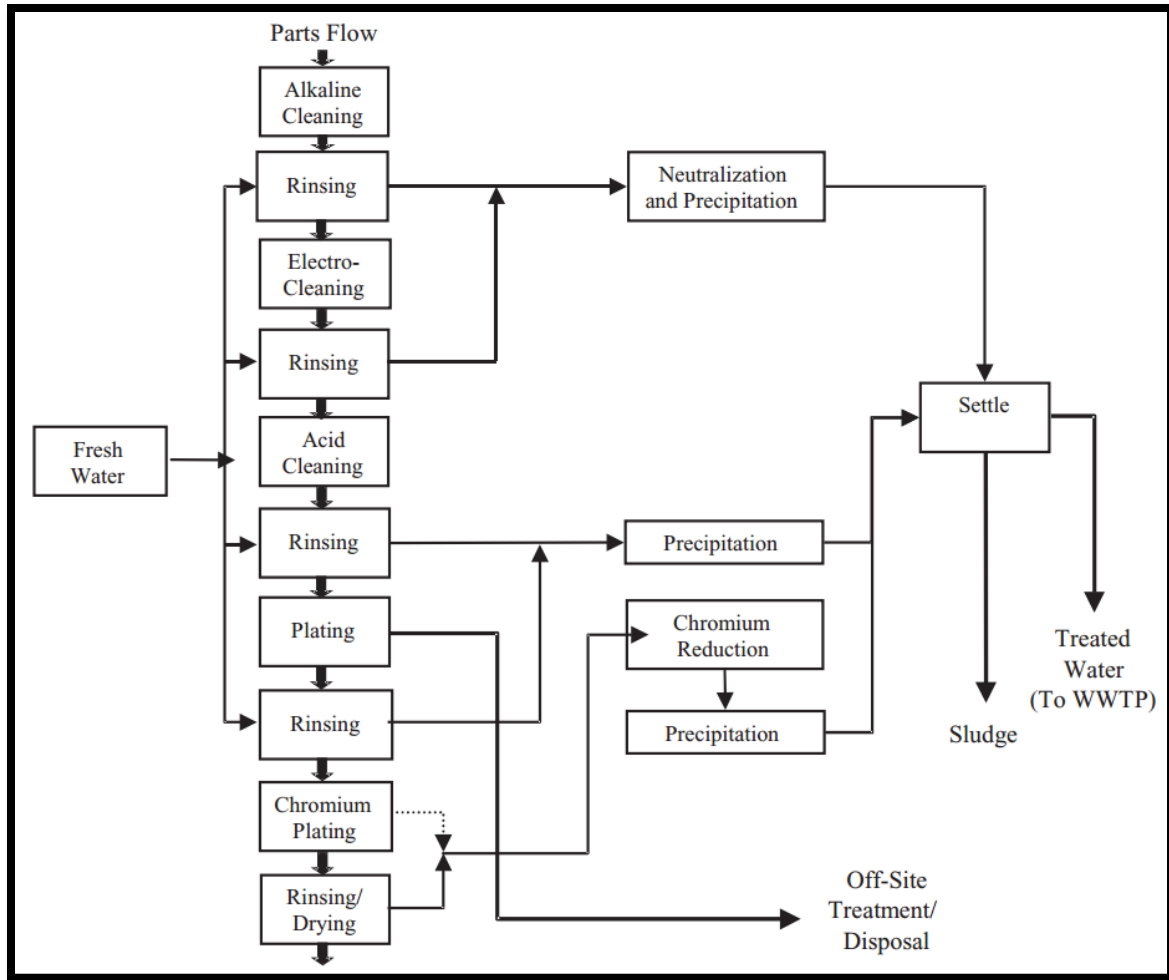 Parts Flow
Alkaline
Cleaning
Rinsing
Neutralization
and Precipitation
Electro-
Cleaning
Rinsing
Settle
Fresh
Water
Acid
Cleaning
Rinsing
Precipitation
Plating
Chromium
Reduction
Treated
Water
(To WWTP)
Rinsing
Precipitation
Sludge
Chromium
Plating
Rinsing/
Drying
Off-Site
Treatment/
Disposal